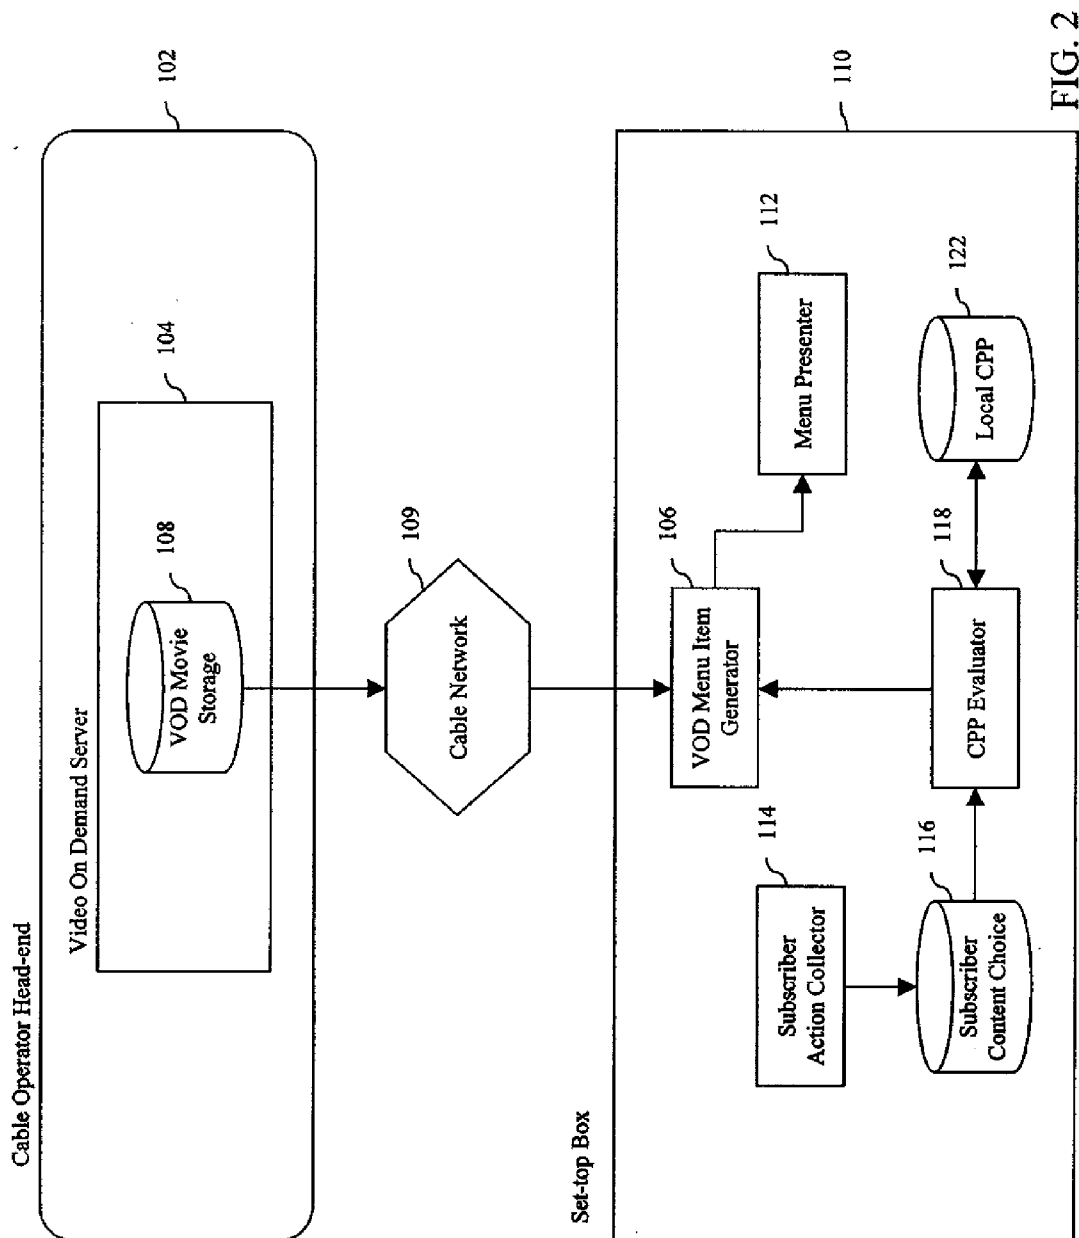 Cable Operator Head-end
102
Video On Demand Server
104
108
VOD Movie
Storage
109
Cable Network
Set-top Box
110
106
VOD Menu Item
Generator
112
Menu Presenter
114
Subscriber
Action Collector
116
Subscriber
Content Choice
118
CPP Evaluator
122
Local CPP
FIG. 2